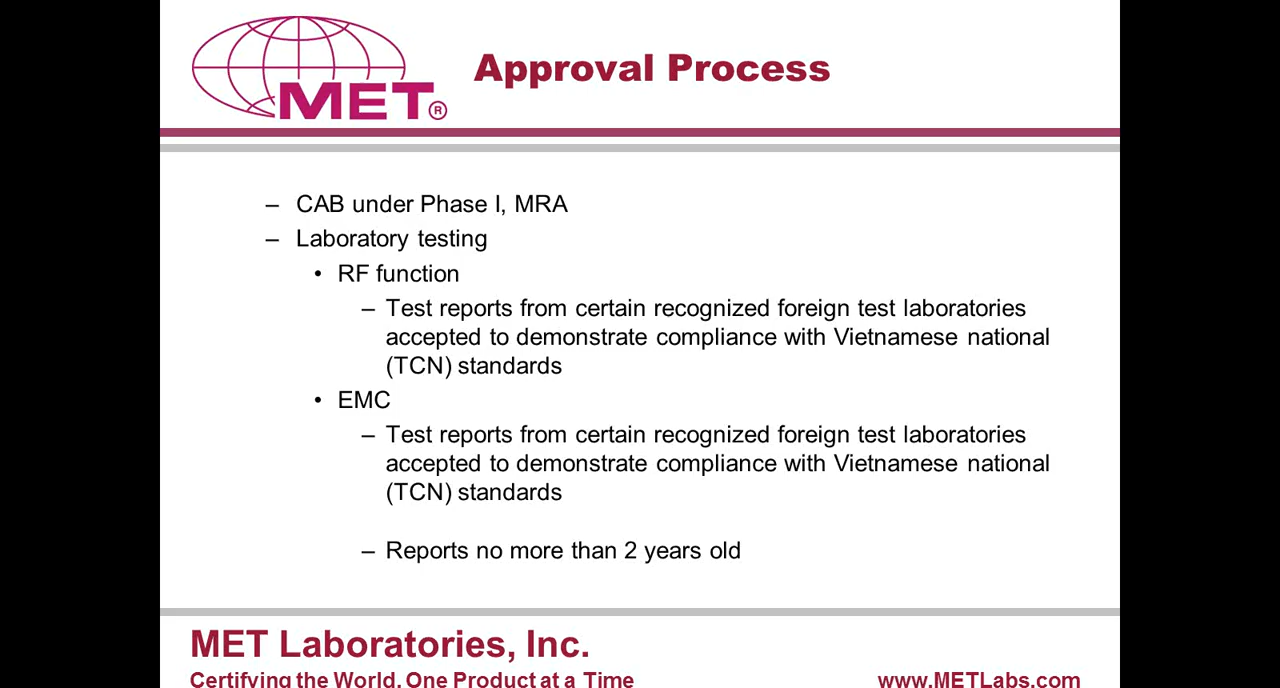 MET®
Approval Process
– CAB under Phase I, MRA
– Laboratory testing
• RF function
– Test reports from certain recognized foreign test laboratories
accepted to demonstrate compliance with Vietnamese national
(TCN) standards
• EMC
– Test reports from certain recognized foreign test laboratories
accepted to demonstrate compliance with Vietnamese national
(TCN) standards
– Reports no more than 2 years old
MET Laboratories, Inc.
Certifying the World, One Product at a Time
www.METLabs.com